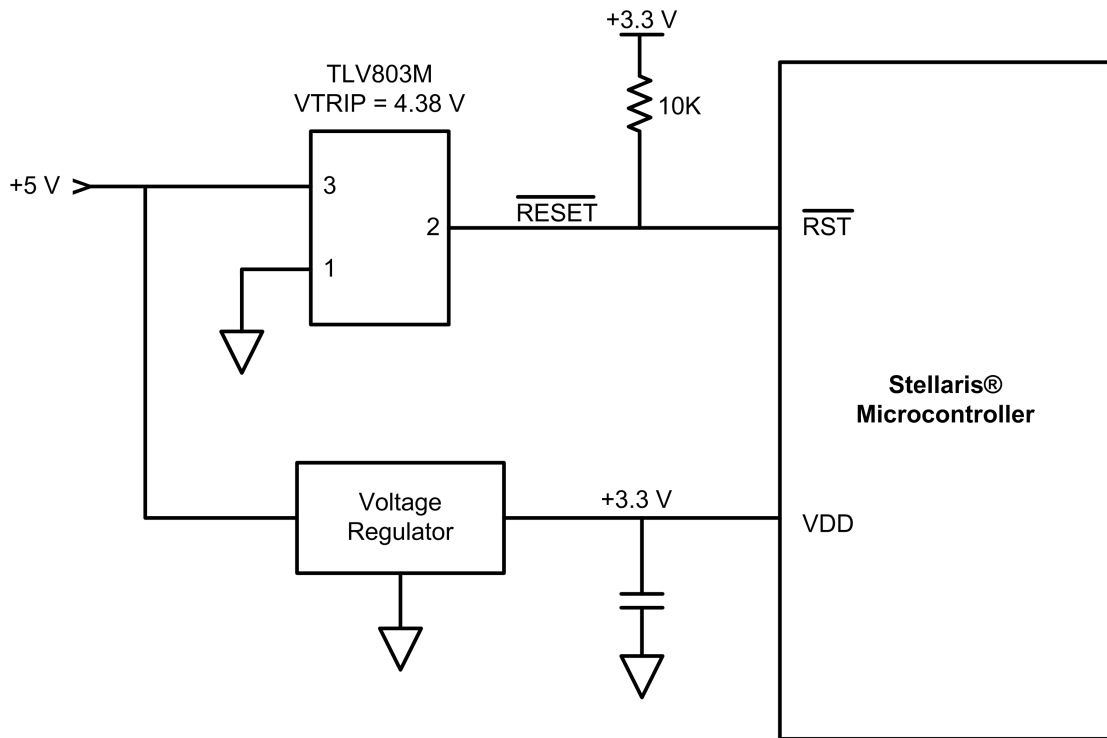 +3.3 V
TLV803M
VTRIP = 4.38 V
10K
+5 V
3
2
1
RESET
RST
Stellaris®
Microcontroller
Voltage
Regulator
+3.3 V
VDD